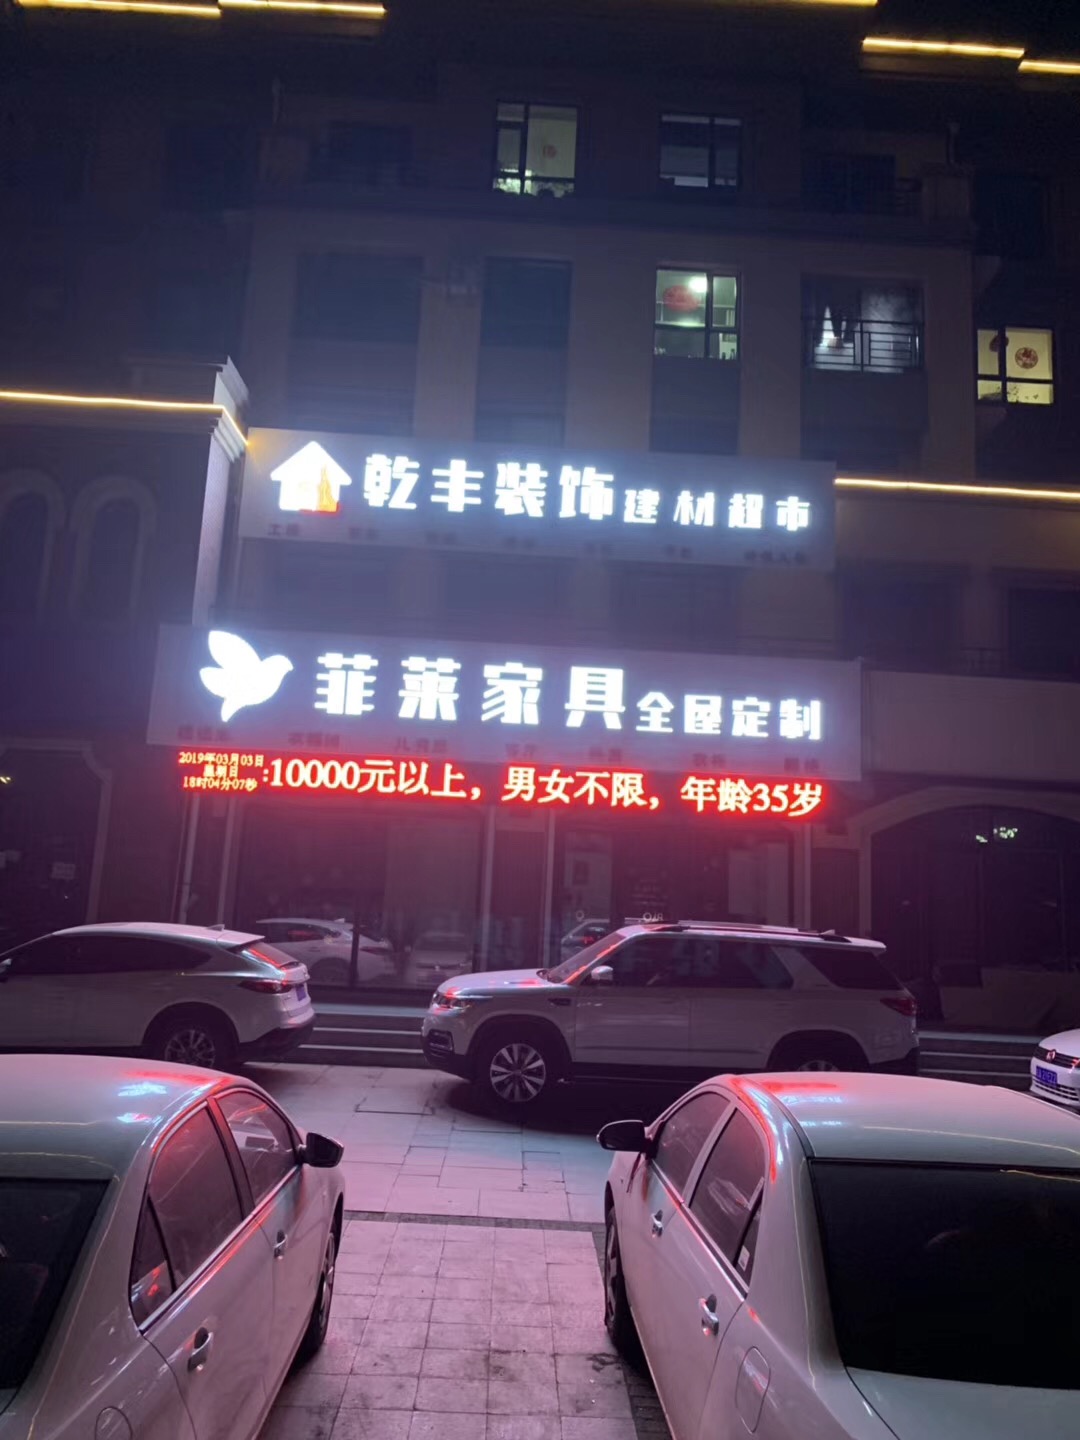 乾丰装饰建材超市
菲莱家具全屋定制
2019年03月03日
星期日
18时04分07秒
:10000元以上，男女不限，年龄35岁